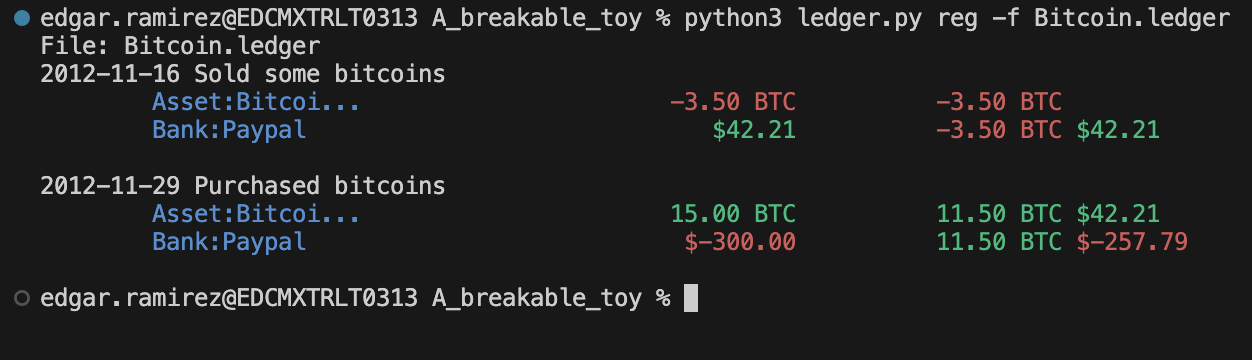 edgar.ramirez@EDCMXTRLT0313 A_breakable_toy % python3 ledger.py reg -f Bitcoin.ledger
File: Bitcoin.ledger
2012-11-16 Sold some bitcoins
Asset:Bitcoi... -3.50 BTC -3.50 BTC
Bank:Paypal $42.21 -3.50 BTC $42.21
2012-11-29 Purchased bitcoins
Asset:Bitcoi... 15.00 BTC 11.50 BTC $42.21
Bank:Paypal $-300.00 11.50 BTC $-257.79
edgar.ramirez@EDCMXTRLT0313 A_breakable_toy %